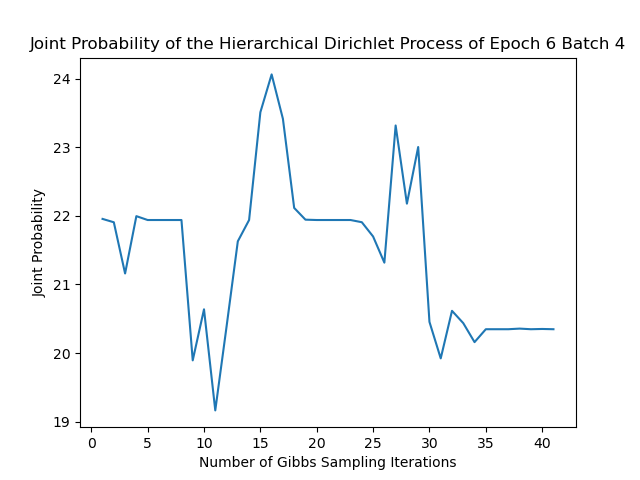 Joint Probability of the Hierarchical Dirichlet Process of Epoch 6 Batch 4
24
23
22
21
20
19
Joint Probability
0 5 10 15 20 25 30 35 40
Number of Gibbs Sampling Iterations